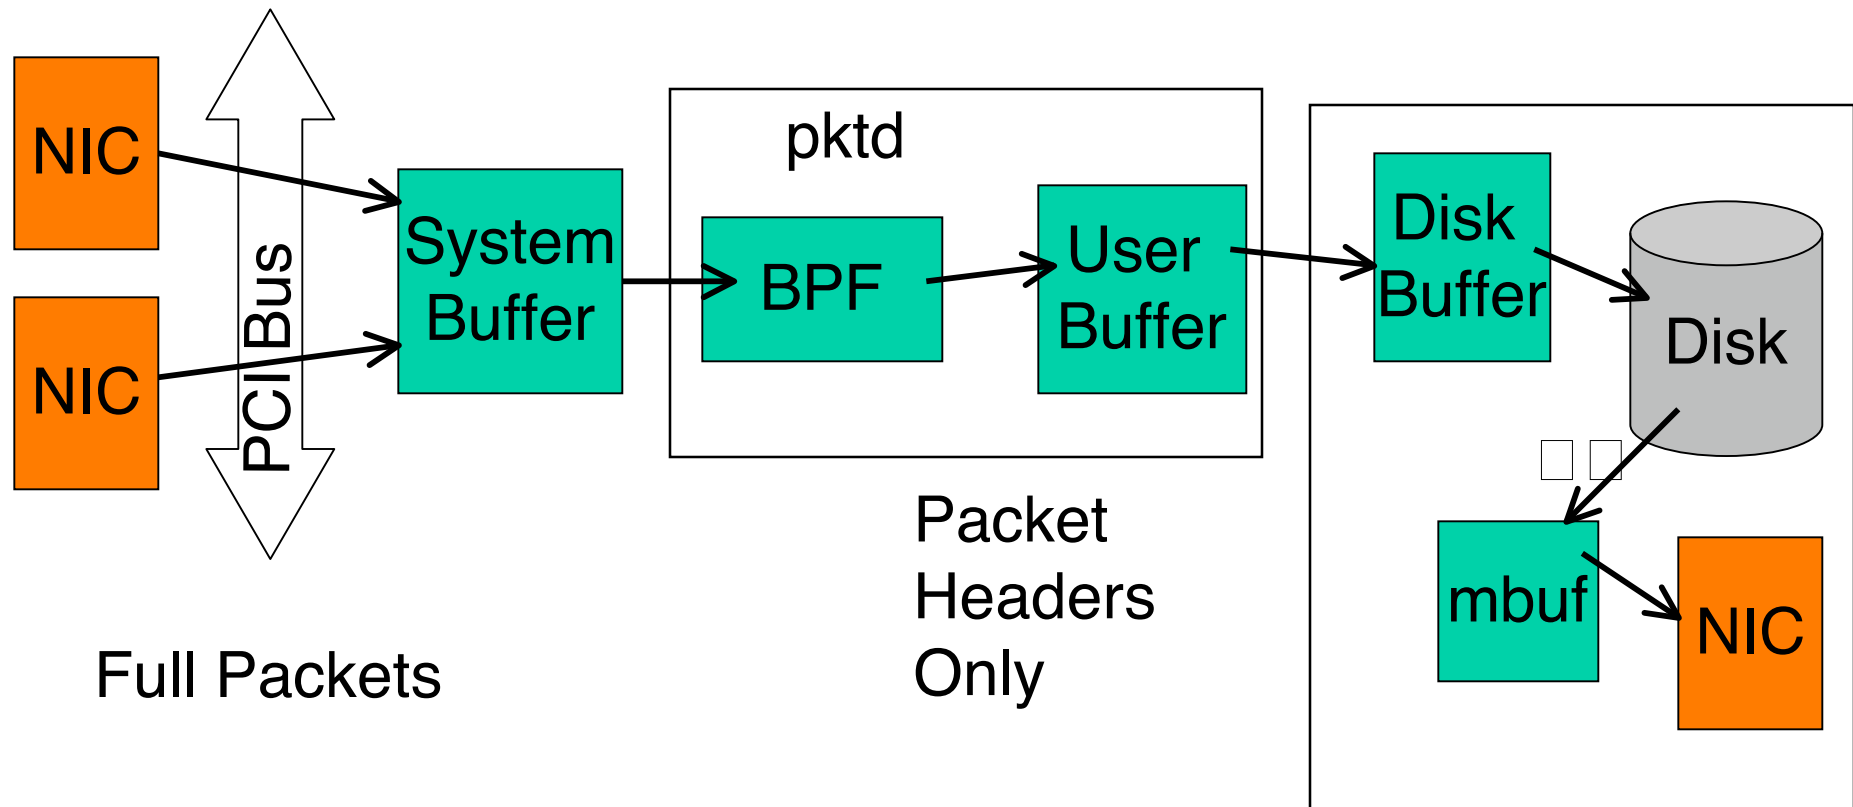 NIC
NIC
PCI Bus
System
Buffer
pktd
BPF
User
Buffer
Disk
Buffer
Disk
mbuf
NIC
Packet
Headers
Only
Full Packets